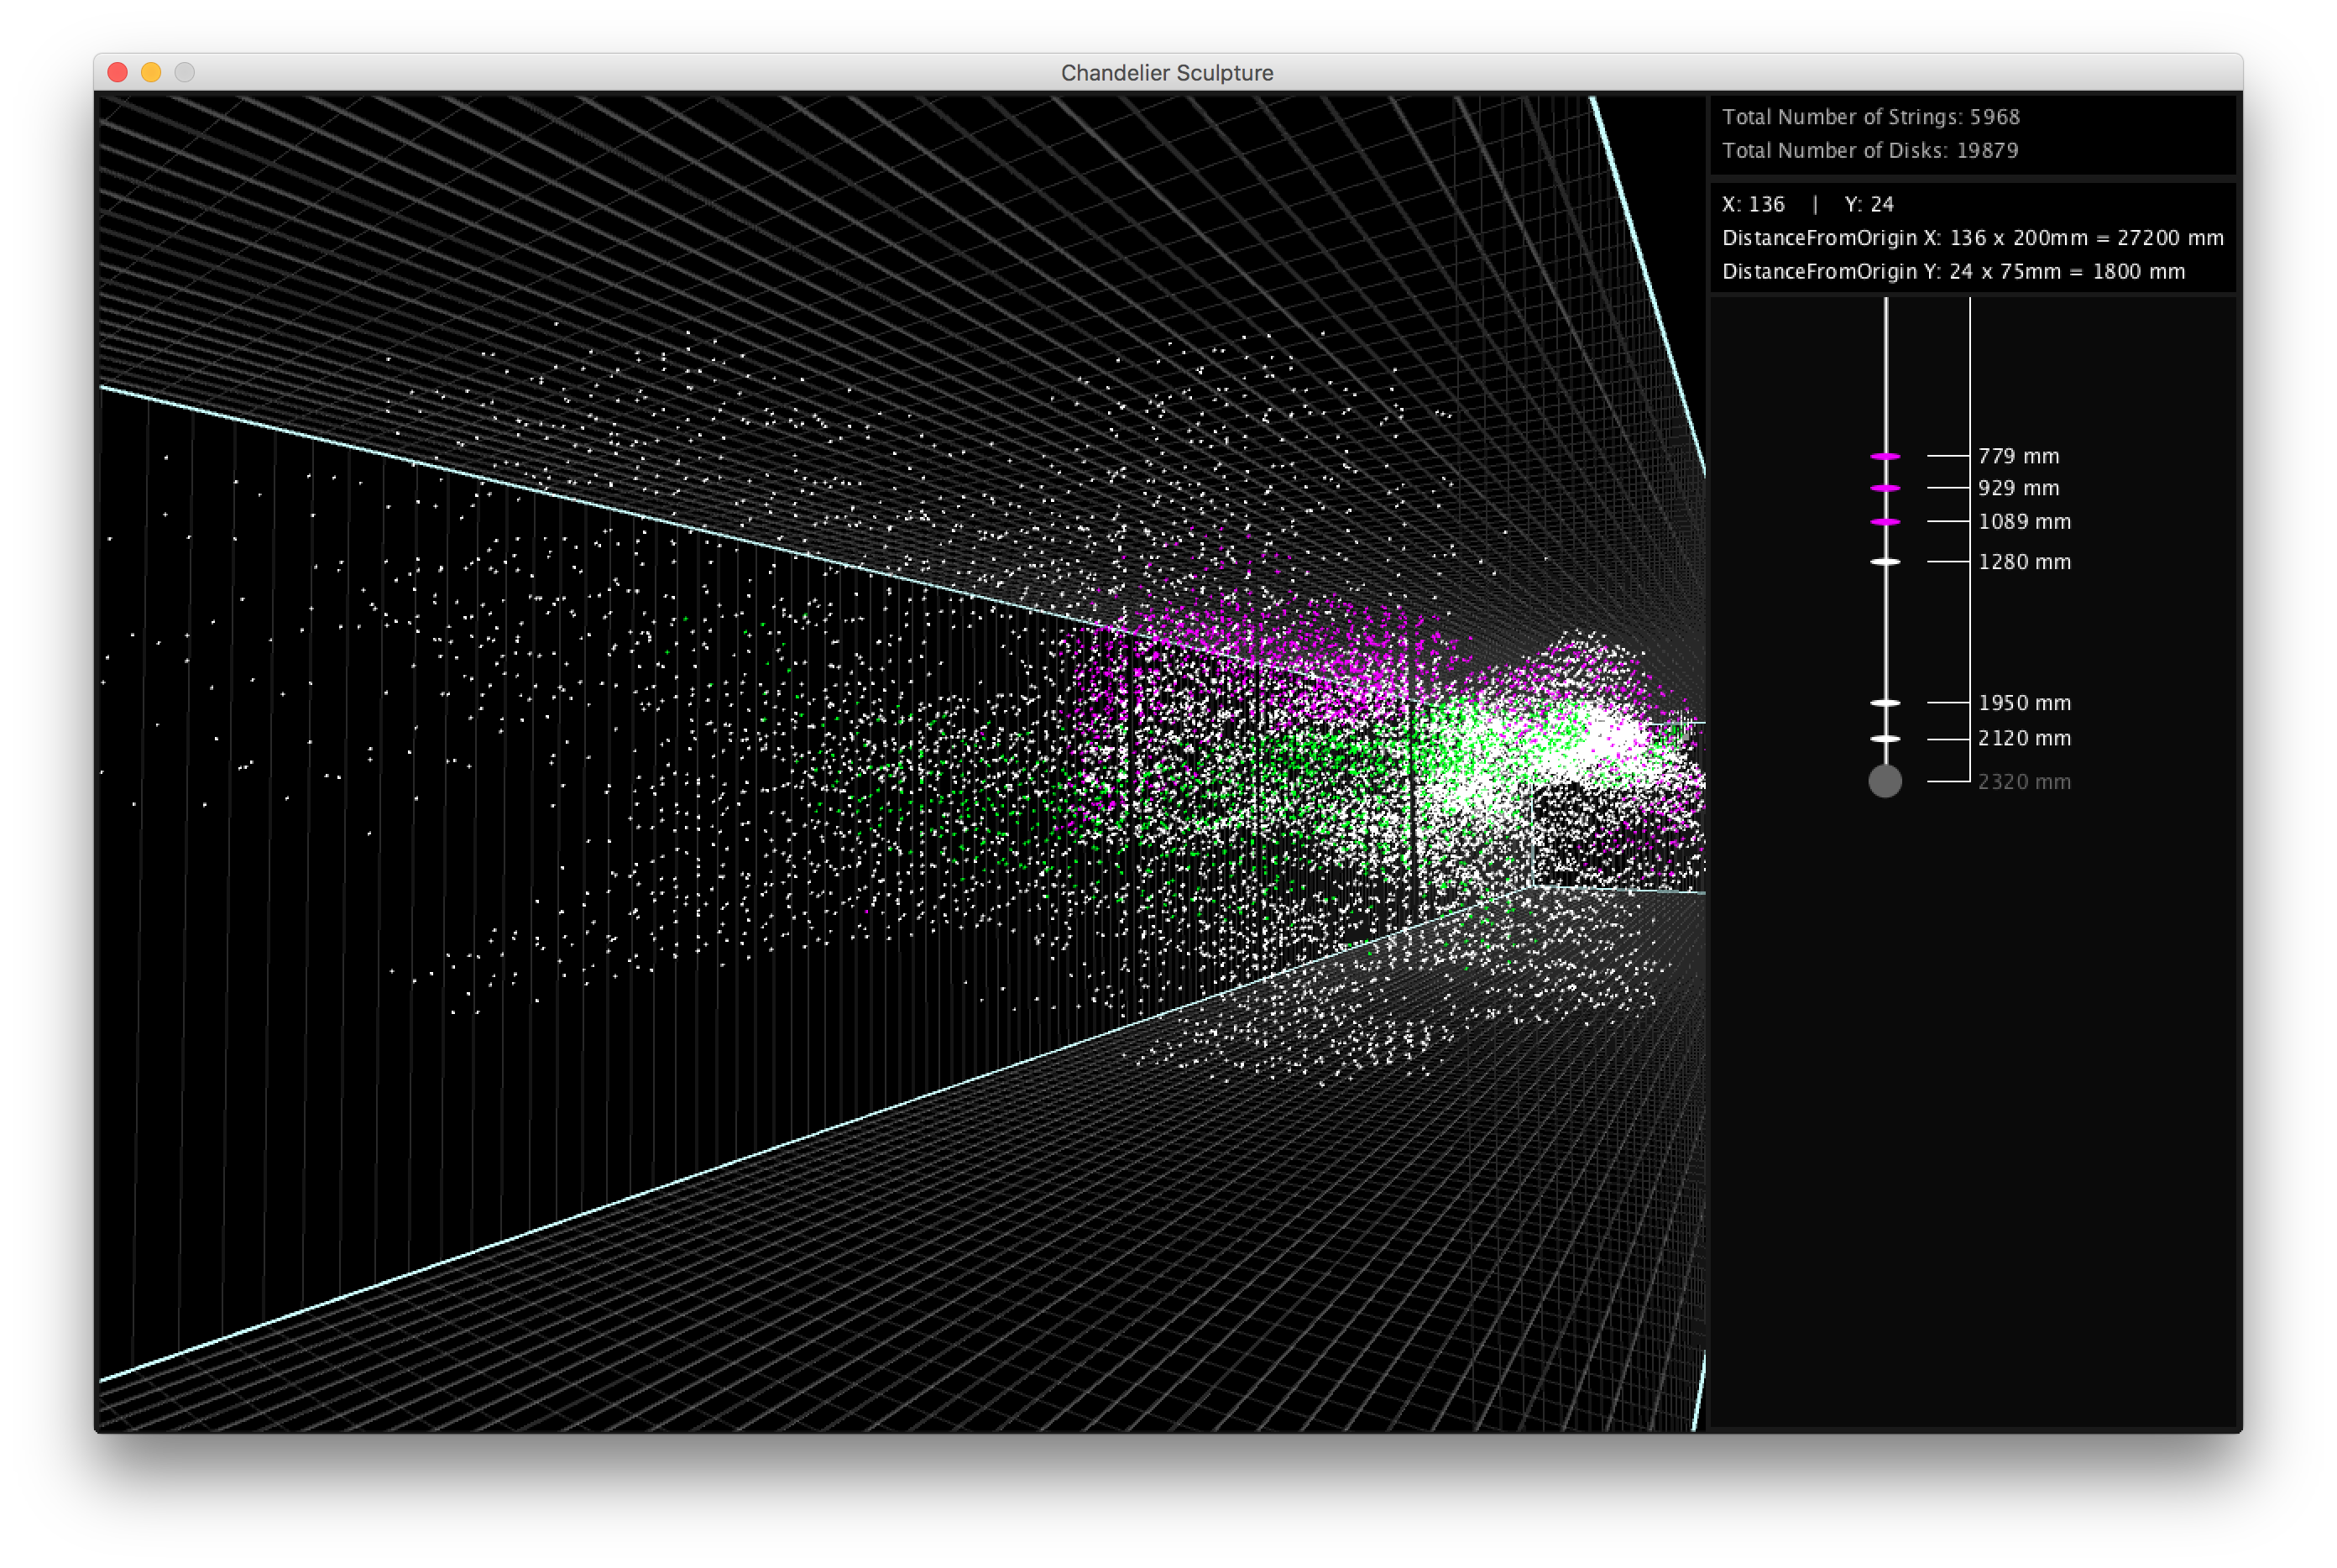 Chandelier Sculpture
Total Number of Strings: 5968
Total Number of Disks: 19879
X: 136 | Y: 24
DistanceFromOrigin X: 136 x 200mm = 27200 mm
DistanceFromOrigin Y: 24 x 75mm = 1800 mm
779 mm
929 mm
1089 mm
1280 mm
1950 mm
2120 mm
2320 mm